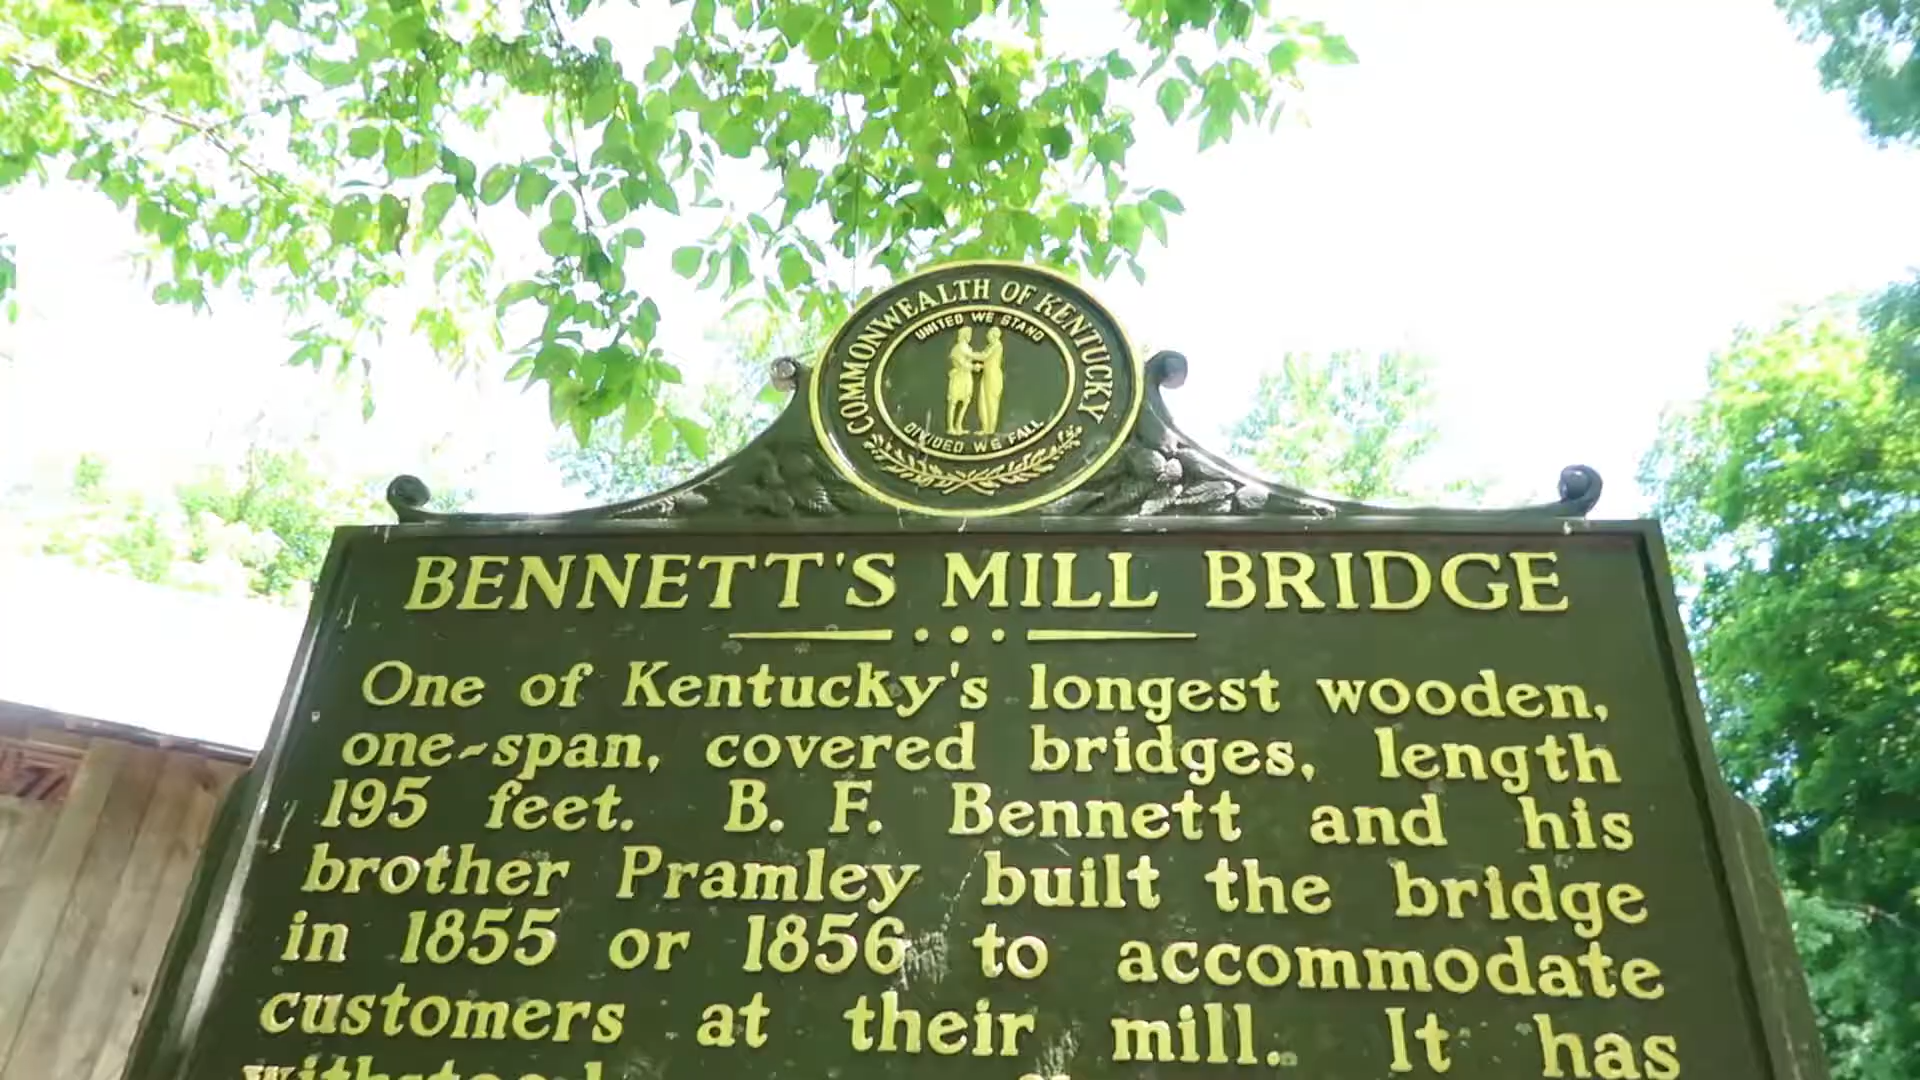 COMMONWEALTH OF KENTUCKY
UNITED WE STAND
DIVIDED WE FALL
BENNETT'S MILL BRIDGE
One of Kentucky's longest wooden,
one-span, covered bridges, length
195 feet. B. F. Bennett and his
brother Pramley built the bridge
in 1855 or 1856 to accommodate
customers at their mill. It has